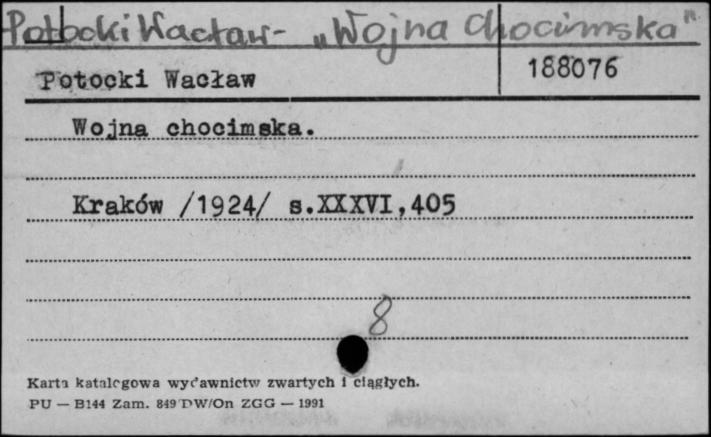 Potocki Wacław - „Wojna Chocimska"
Potocki Wacław
188076
Wojna chocimska.
Kraków /1924/ s.XXXVI,405
8
Karta katalogowa wydawnictw zwartych i ciągłych.
PU — B144 Zam. 849 DW/On ZGG — 1991